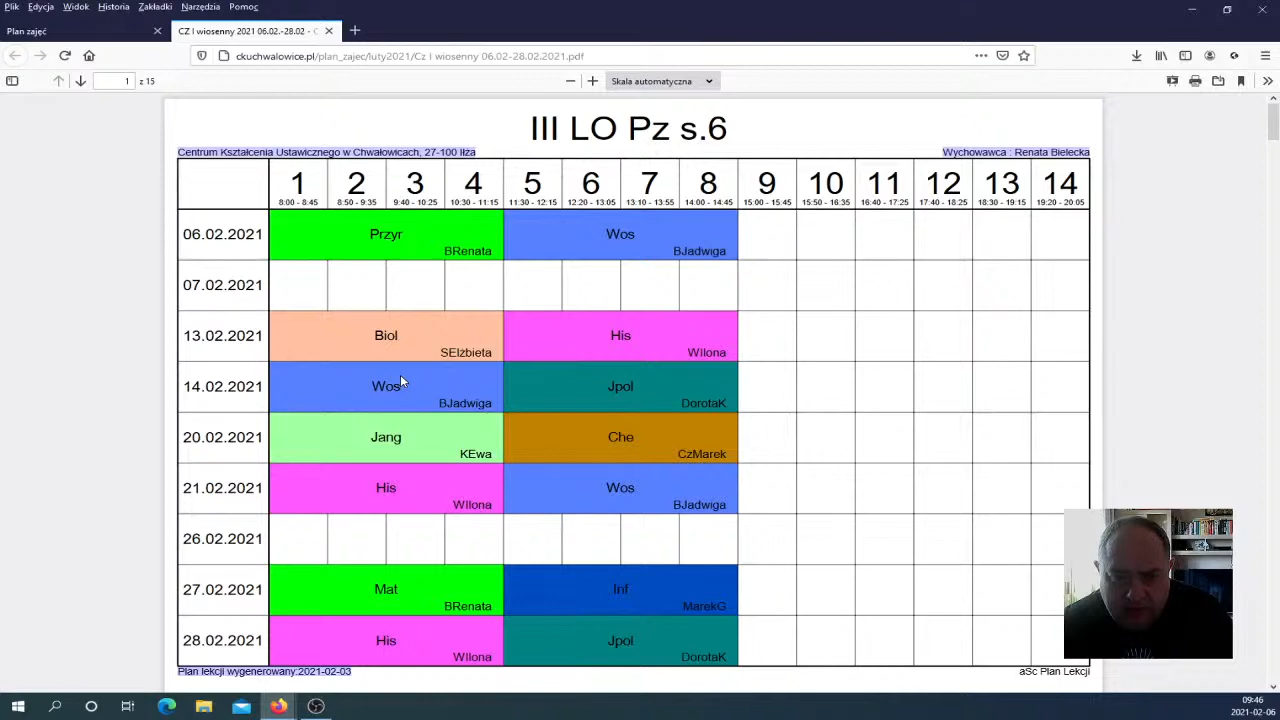 Plik Edycja Widok Historia Zakładki Narzędzia Pomoc
Plan zajęć
CZ I wiosenny 06.02.-28.02 -
ckuchwalowice.pl/plan_zajec/luty2021/Cz I wiosenny 06.02-28.02.2021.pdf
1 z 15
Skala automatyczna
III LO Pz s.6
Centrum Kształcenia Ustawicznego w Chwałowicach, 27-100 Iłża
Wychowawca : Renata Bielecka
1 2 3 4 5 6 7 8 9 10 11 12 13 14
8:00 - 8:45 8:50 - 9:35 9:40 - 10:25 10:30 - 11:15 11:30 - 12:15 12:20 - 13:05 13:10 - 13:55 14:00 - 14:45 15:00 - 15:45 15:50 - 16:35 16:40 - 17:25 17:40 - 18:25 18:30 - 19:15 19:20 - 20:05
06.02.2021 Przyr BRenata Wos BJadwiga
07.02.2021
13.02.2021 Biol SElzbieta His WIlona
14.02.2021 Wos BJadwiga Jpol DorotaK
20.02.2021 Jang KEwa Che CzMarek
21.02.2021 His WIlona Wos BJadwiga
26.02.2021
27.02.2021 Mat BRenata Inf MarekG
28.02.2021 His WIlona Jpol DorotaK
Plan lekcji wygenerowany:2021-02-03
aSc Plan Lekcji
09:46
2021-02-06